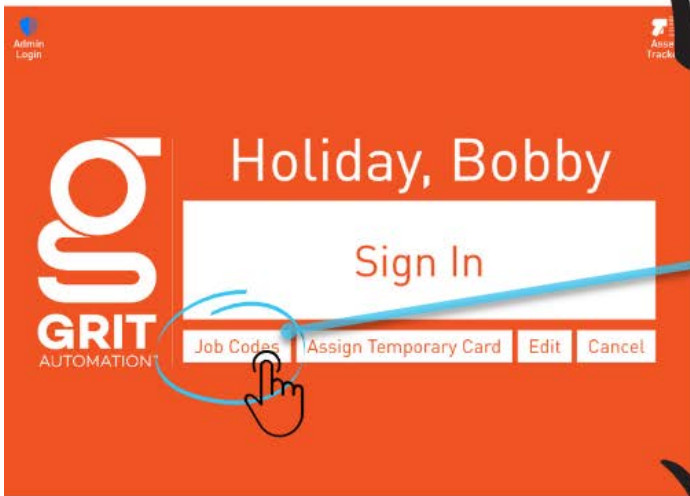 Admin
Login
Holiday, Bobby
Sign In
GRIT
AUTOMATION
Job Codes
Assign Temporary Card
Edit
Cancel